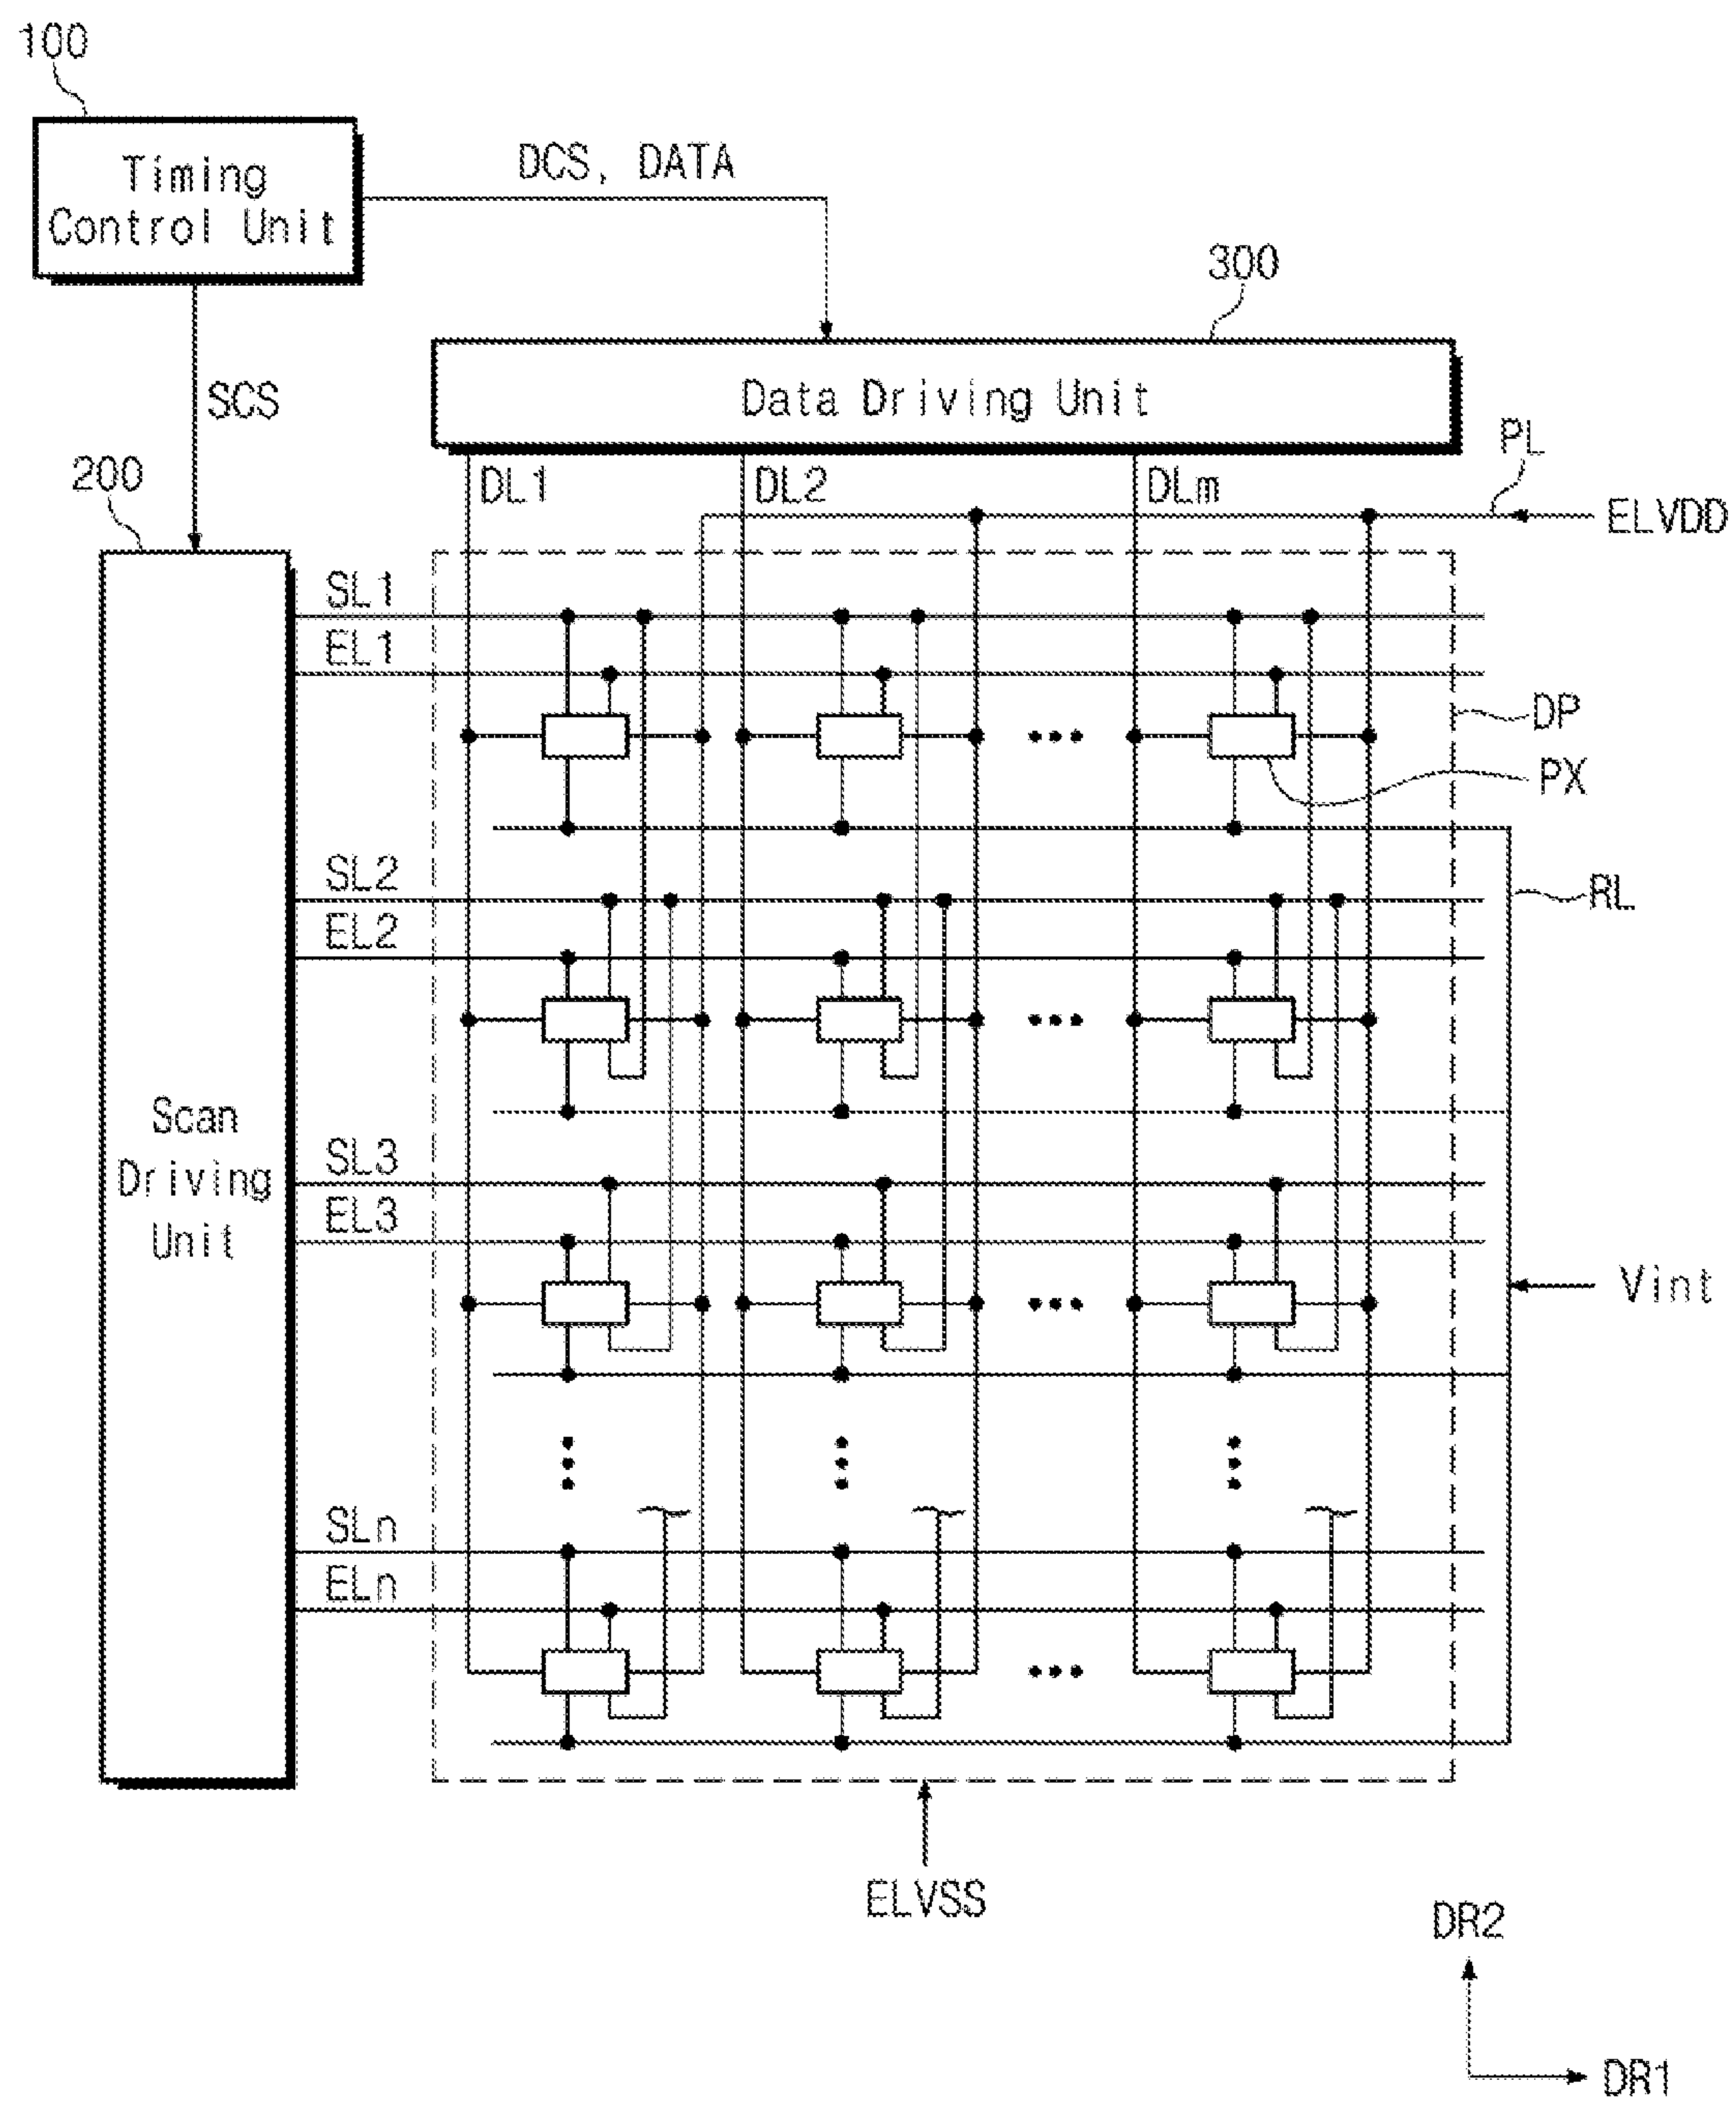 100
Timing
Control Unit
DCS, DATA
300
SCS
Data Driving Unit
PL
200
DL1
DL2
DLm
ELVDD
SL1
EL1
DP
PX
SL2
RL
EL2
Scan
Driving
Unit
SL3
EL3
Vint
SLn
ELn
ELVSS
DR2
DR1